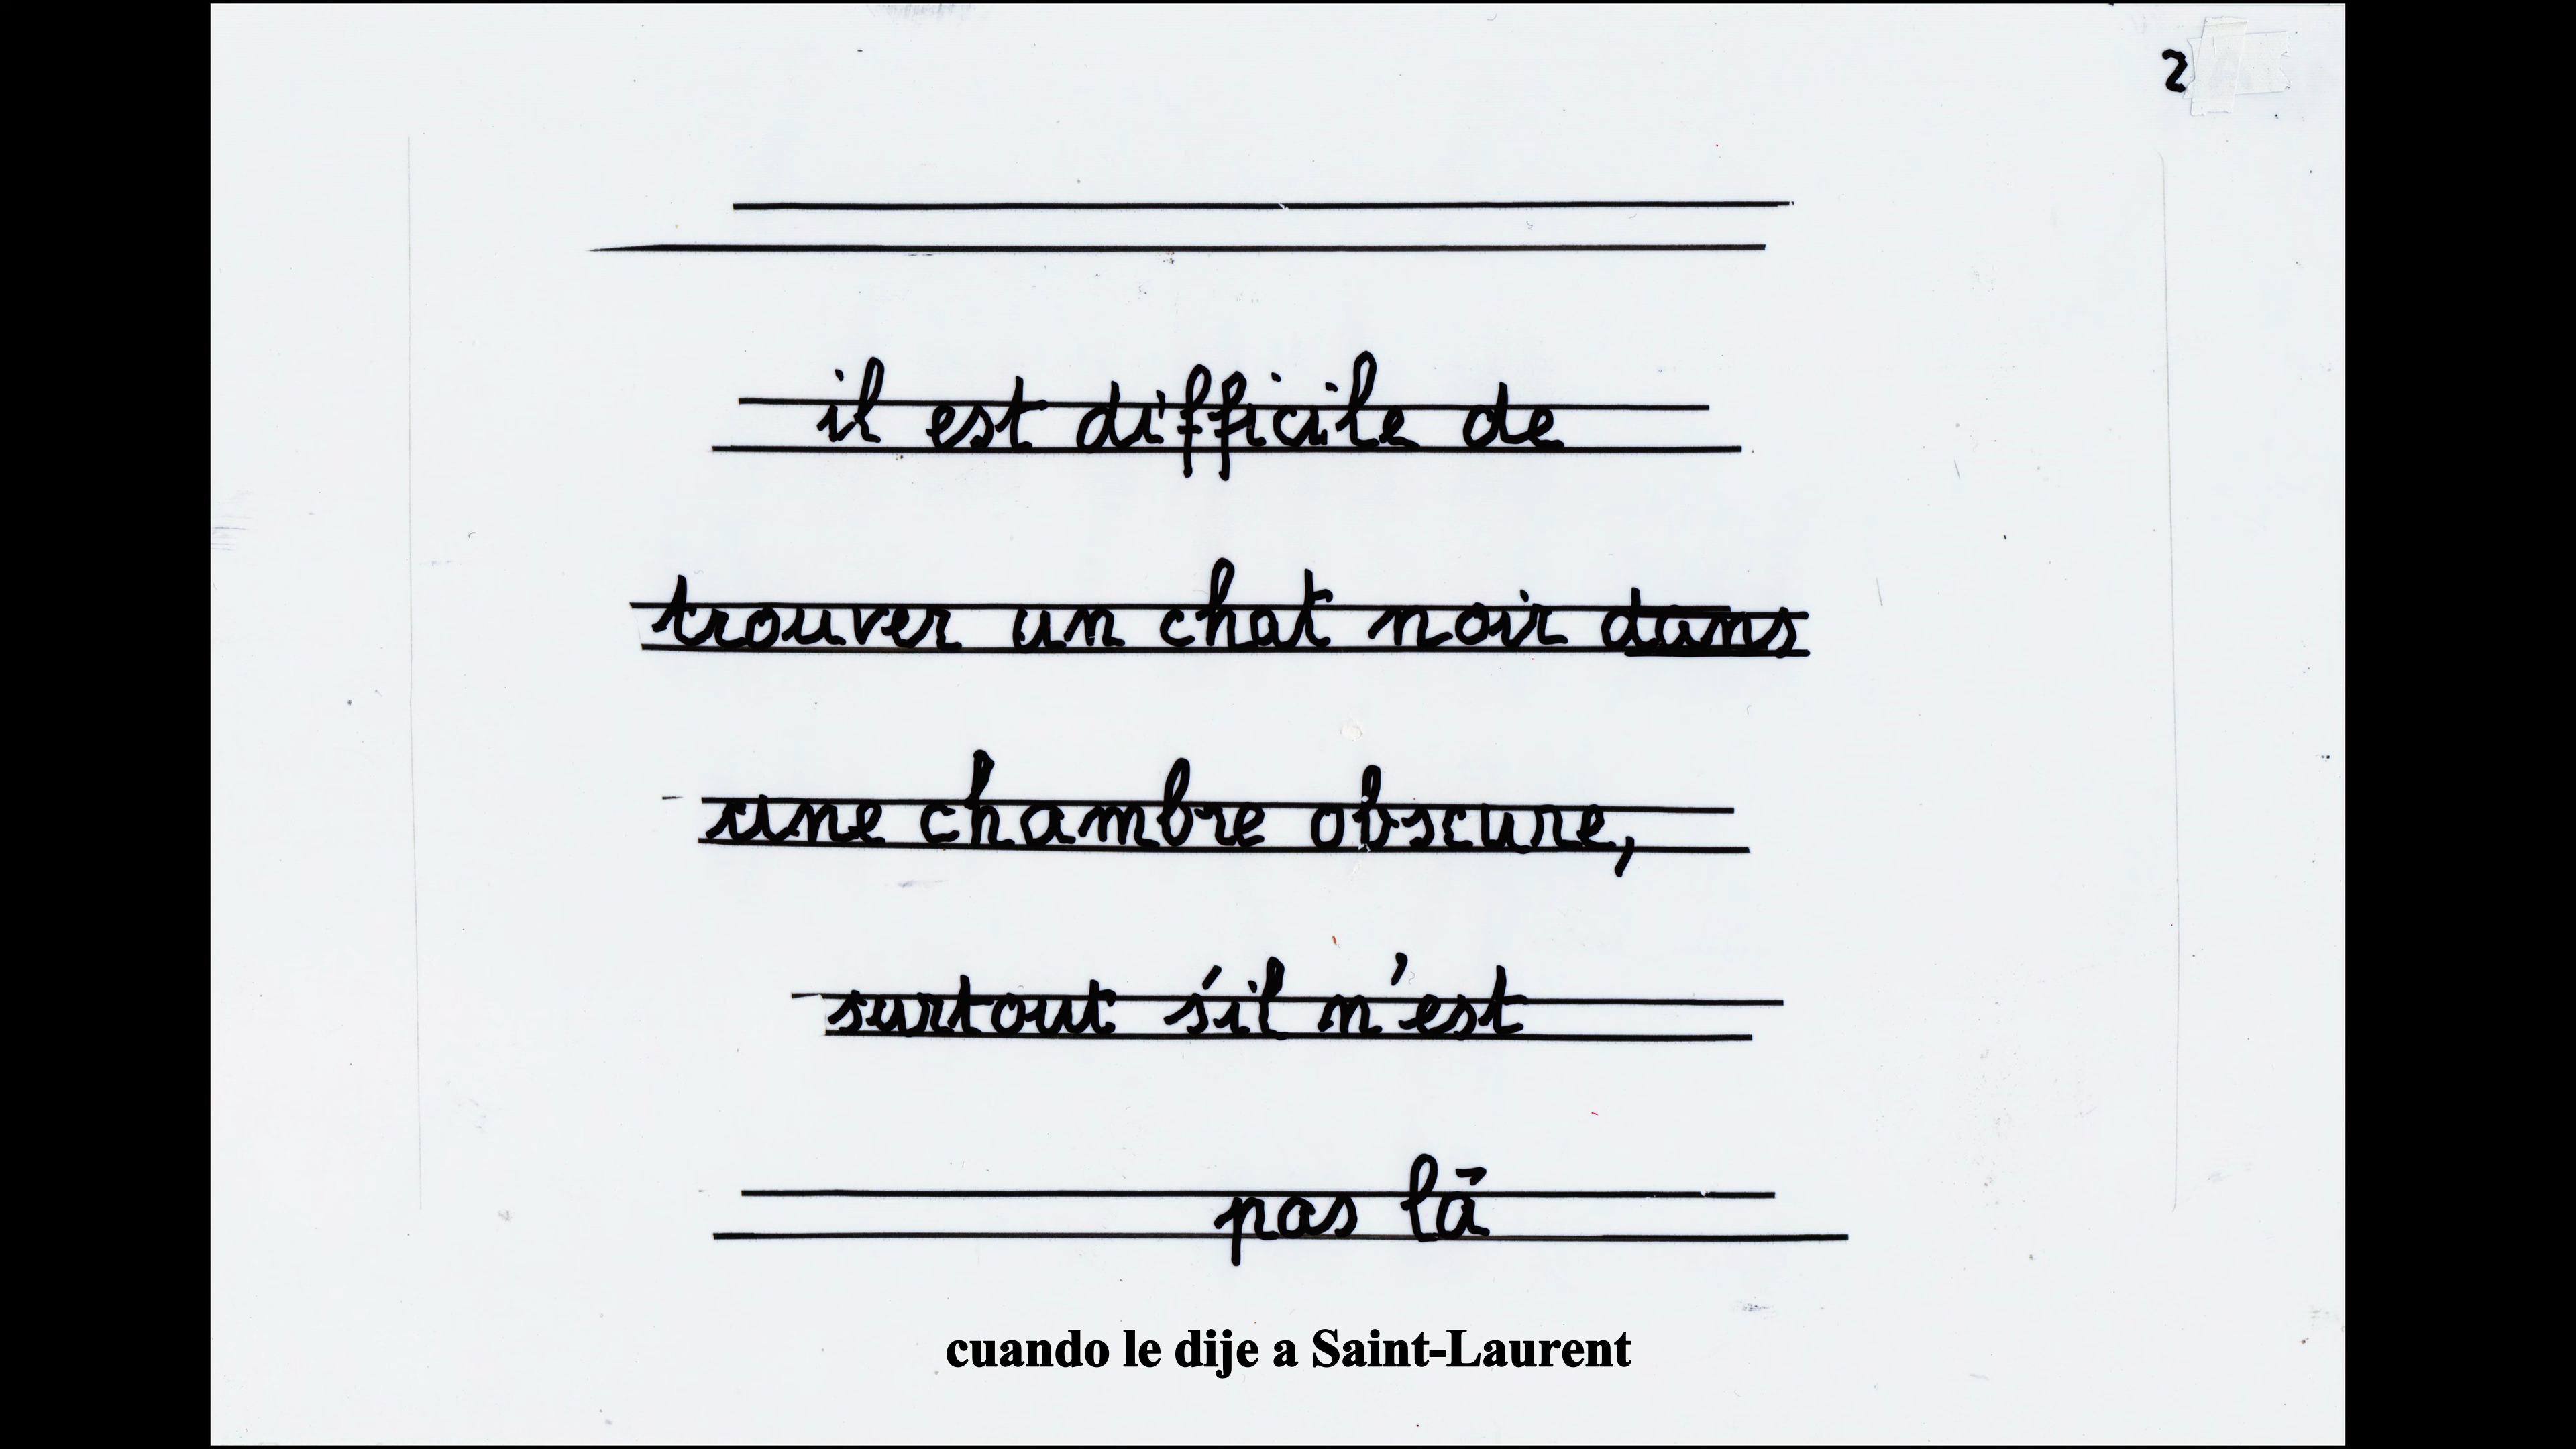 2
il est difficile de
trouver un chat noir dans
une chambre obscure,
surtout s'il n'est
pas là
cuando le dije a Saint-Laurent